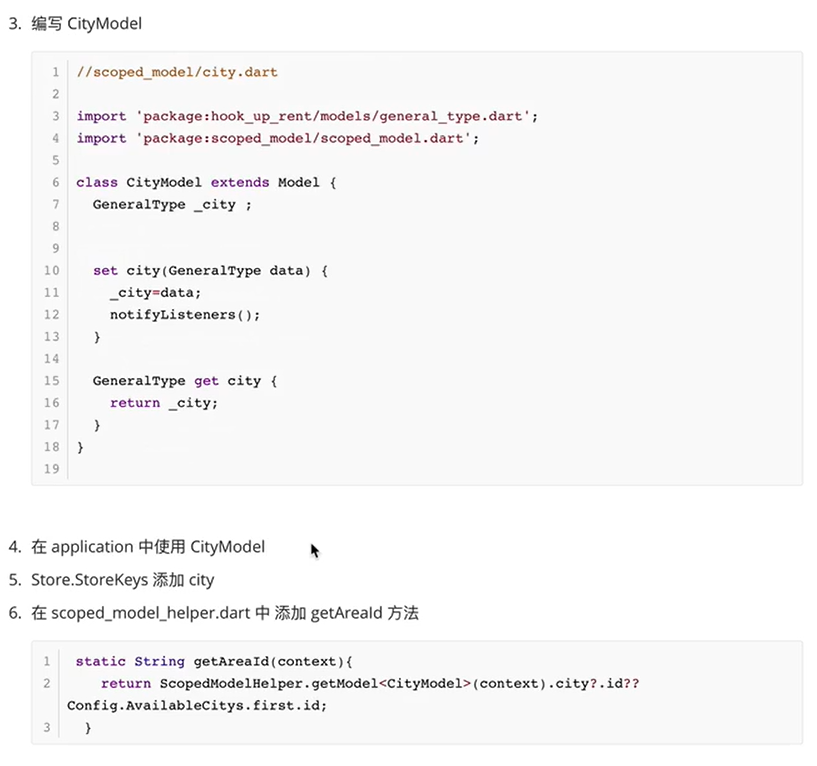 3. 编写 CityModel
1 //scoped_model/city.dart
2
3 import 'package:hook_up_rent/models/general_type.dart';
4 import 'package:scoped_model/scoped_model.dart';
5
6 class CityModel extends Model {
7   GeneralType _city ;
8
9
10   set city(GeneralType data) {
11     _city=data;
12     notifyListeners();
13   }
14
15   GeneralType get city {
16     return _city;
17   }
18 }
19
4. 在 application 中使用 CityModel
5. Store.StoreKeys 添加 city
6. 在 scoped_model_helper.dart 中 添加 getAreaId 方法
1  static String getAreaId(context){
2     return ScopedModelHelper.getModel<CityModel>(context).city?.id??
Config.AvailableCitys.first.id;
3   }